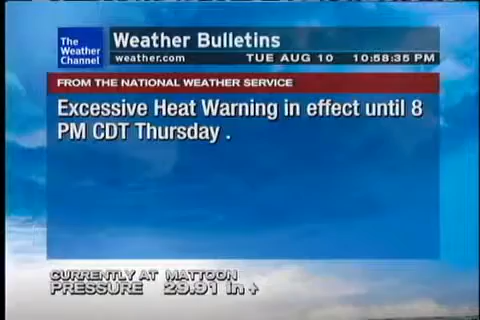 The
Weather
Channel
Weather Bulletins
weather.com TUE AUG 10 10:58:35 PM
FROM THE NATIONAL WEATHER SERVICE
Excessive Heat Warning in effect until 8
PM CDT Thursday .
CURRENTLY AT MATTOON
PRESSURE 29.91 in↓